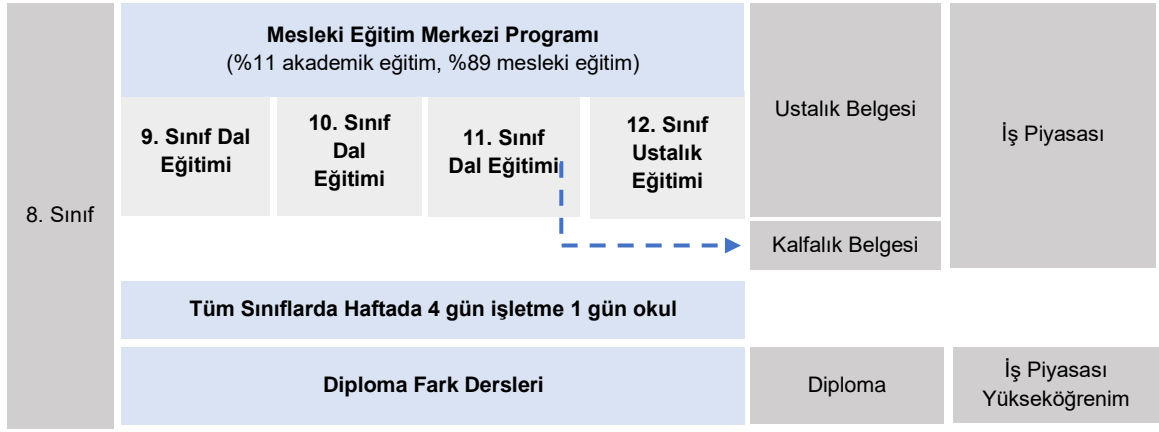 Mesleki Eğitim Merkezi Programı
(%11 akademik eğitim, %89 mesleki eğitim)
9. Sınıf Dal
Eğitimi
10. Sınıf
Dal
Eğitimi
11. Sınıf
Dal Eğitimi
12. Sınıf
Ustalık
Eğitimi
Ustalık Belgesi
İş Piyasası
8. Sınıf
Kalfalık Belgesi
Tüm Sınıflarda Haftada 4 gün işletme 1 gün okul
Diploma Fark Dersleri
Diploma
İş Piyasası
Yükseköğrenim